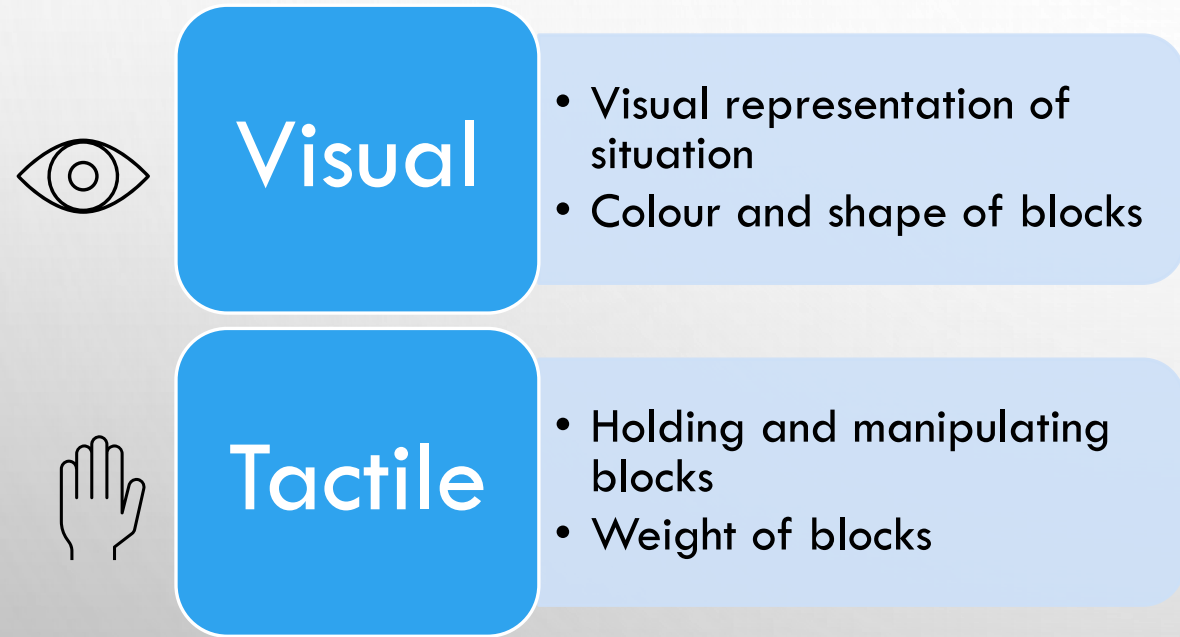 Visual
• Visual representation of
situation
• Colour and shape of blocks
Tactile
• Holding and manipulating
blocks
• Weight of blocks